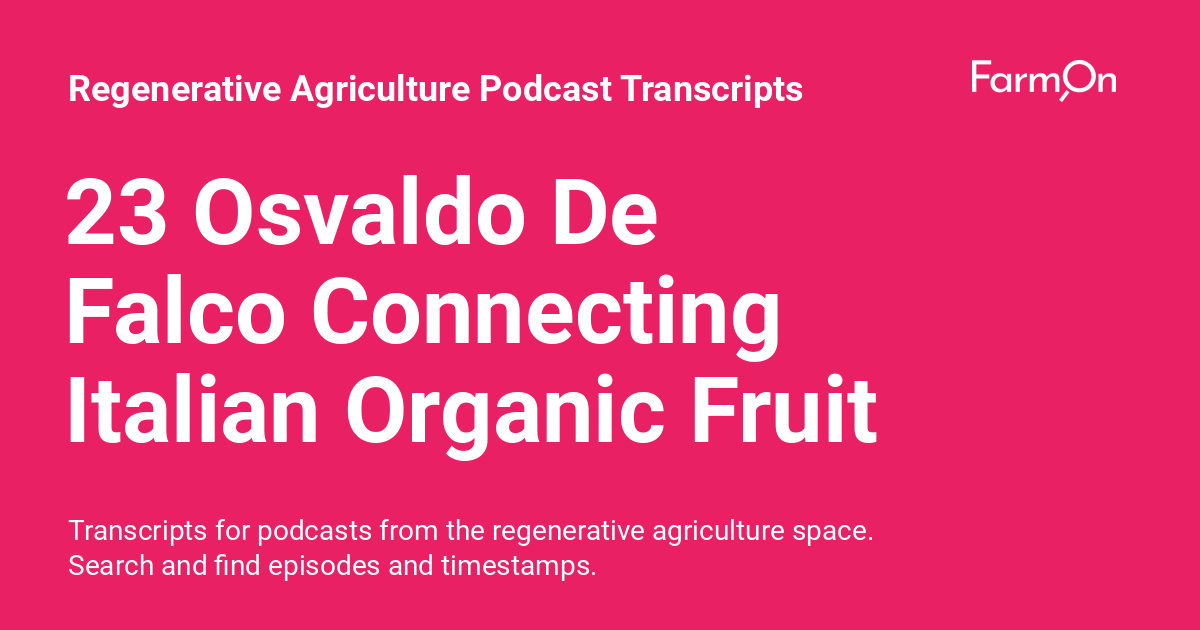 Regenerative Agriculture Podcast Transcripts
FarmOn
23 Osvaldo De
Falco Connecting
Italian Organic Fruit
Transcripts for podcasts from the regenerative agriculture space.
Search and find episodes and timestamps.